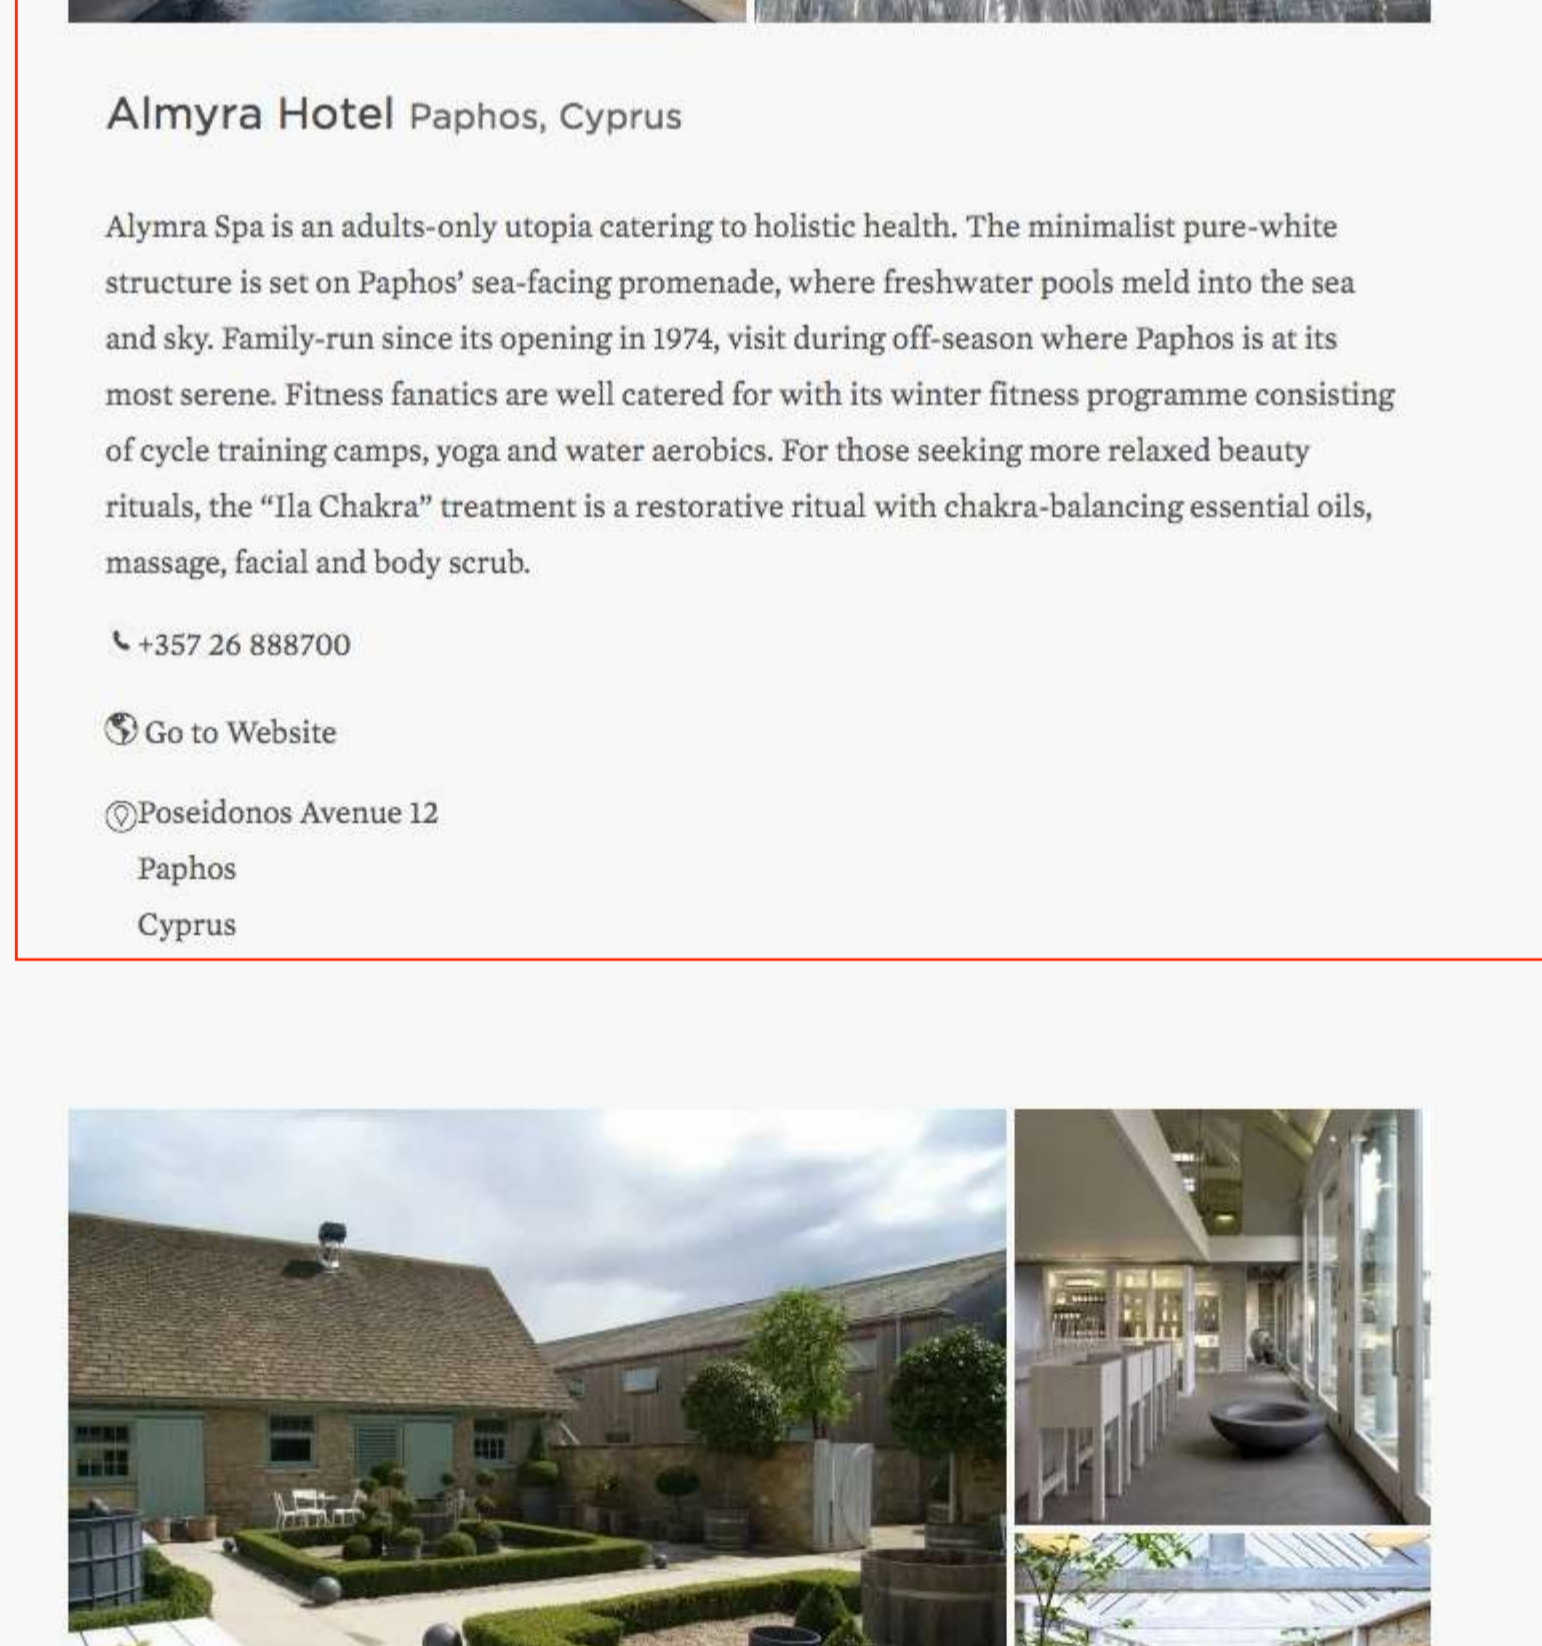 Almyra Hotel Paphos, Cyprus
Alymra Spa is an adults-only utopia catering to holistic health. The minimalist pure-white
structure is set on Paphos’ sea-facing promenade, where freshwater pools meld into the sea
and sky. Family-run since its opening in 1974, visit during off-season where Paphos is at its
most serene. Fitness fanatics are well catered for with its winter fitness programme consisting
of cycle training camps, yoga and water aerobics. For those seeking more relaxed beauty
rituals, the “Ila Chakra” treatment is a restorative ritual with chakra-balancing essential oils,
massage, facial and body scrub.
+357 26 888700
Go to Website
Poseidonos Avenue 12
Paphos
Cyprus